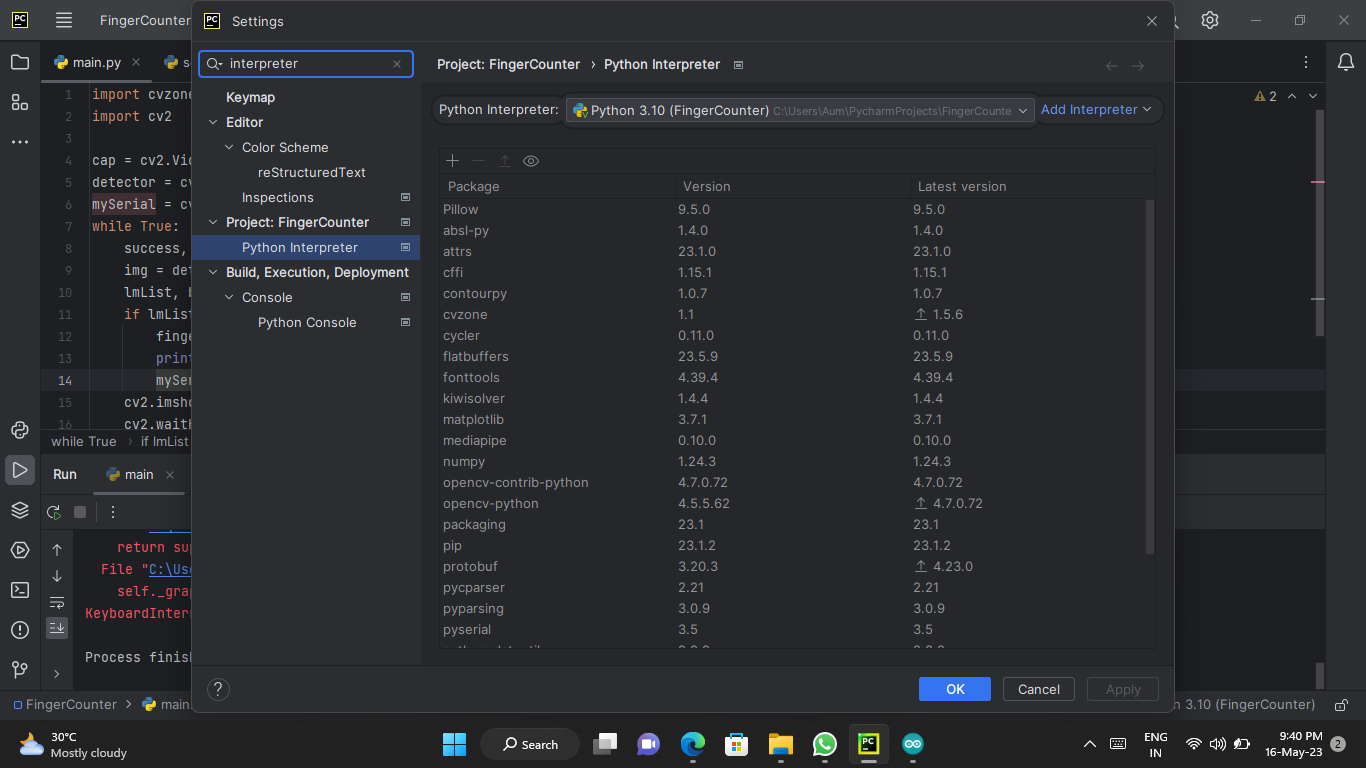 PC
FingerCounter
PC
Settings
main.py
interpreter
Project: FingerCounter › Python Interpreter
2
Keymap
Editor
Color Scheme
reStructuredText
Inspections
Project: FingerCounter
Python Interpreter
Build, Execution, Deployment
Console
Python Console
Python Interpreter:
Python 3.10 (FingerCounter) C:\Users\Aum\PycharmProjects\FingerCounte
Add Interpreter
Package Version Latest version
Pillow 9.5.0 9.5.0
absl-py 1.4.0 1.4.0
attrs 23.1.0 23.1.0
cffi 1.15.1 1.15.1
contourpy 1.0.7 1.0.7
cvzone 1.1 1.5.6
cycler 0.11.0 0.11.0
flatbuffers 23.5.9 23.5.9
fonttools 4.39.4 4.39.4
kiwisolver 1.4.4 1.4.4
matplotlib 3.7.1 3.7.1
mediapipe 0.10.0 0.10.0
numpy 1.24.3 1.24.3
opencv-contrib-python 4.7.0.72 4.7.0.72
opencv-python 4.5.5.62 4.7.0.72
packaging 23.1 23.1
pip 23.1.2 23.1.2
protobuf 3.20.3 4.23.0
pycparser 2.21 2.21
pyparsing 3.0.9 3.0.9
pyserial 3.5 3.5
?
OK
Cancel
Apply
1 import cvzone
2 import cv2
3
4 cap = cv2.Vi
5 detector = cv
6 mySerial = cv
7 while True:
8 success,
9 img = de
10 lmList,
11 if lmList
12 finge
13 print
14 mySer
15 cv2.imsho
16 cv2.wait
while True › if lmList
Run
main
return su
File "C:\Use
self._grap
KeyboardInter
Process finis
FingerCounter › main
3.10 (FingerCounter)
30°C
Mostly cloudy
Search
PC
ENG
IN
9:40 PM
16-May-23
2